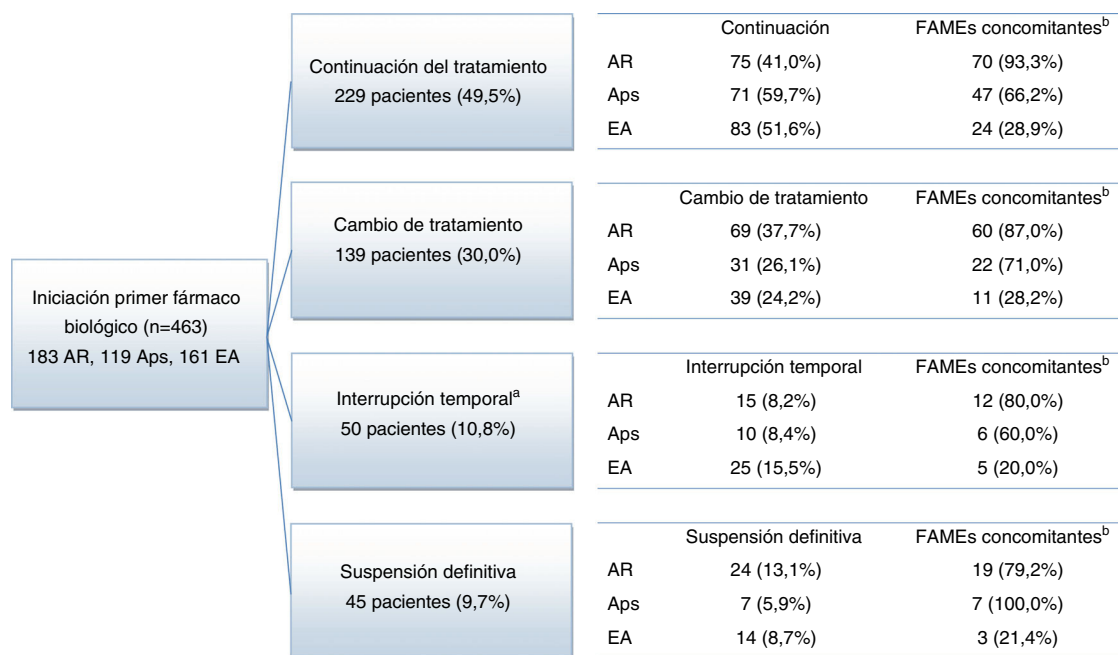 Iniciación primer fármaco
biológico (n=463)
183 AR, 119 Aps, 161 EA
Continuación del tratamiento
229 pacientes (49,5%)
Continuación FAMEs concomitantesb
AR 75 (41,0%) 70 (93,3%)
Aps 71 (59,7%) 47 (66,2%)
EA 83 (51,6%) 24 (28,9%)
Cambio de tratamiento
139 pacientes (30,0%)
Cambio de tratamiento FAMEs concomitantesb
AR 69 (37,7%) 60 (87,0%)
Aps 31 (26,1%) 22 (71,0%)
EA 39 (24,2%) 11 (28,2%)
Interrupción temporala
50 pacientes (10,8%)
Interrupción temporal FAMEs concomitantesb
AR 15 (8,2%) 12 (80,0%)
Aps 10 (8,4%) 6 (60,0%)
EA 25 (15,5%) 5 (20,0%)
Suspensión definitiva
45 pacientes (9,7%)
Suspensión definitiva FAMEs concomitantesb
AR 24 (13,1%) 19 (79,2%)
Aps 7 (5,9%) 7 (100,0%)
EA 14 (8,7%) 3 (21,4%)